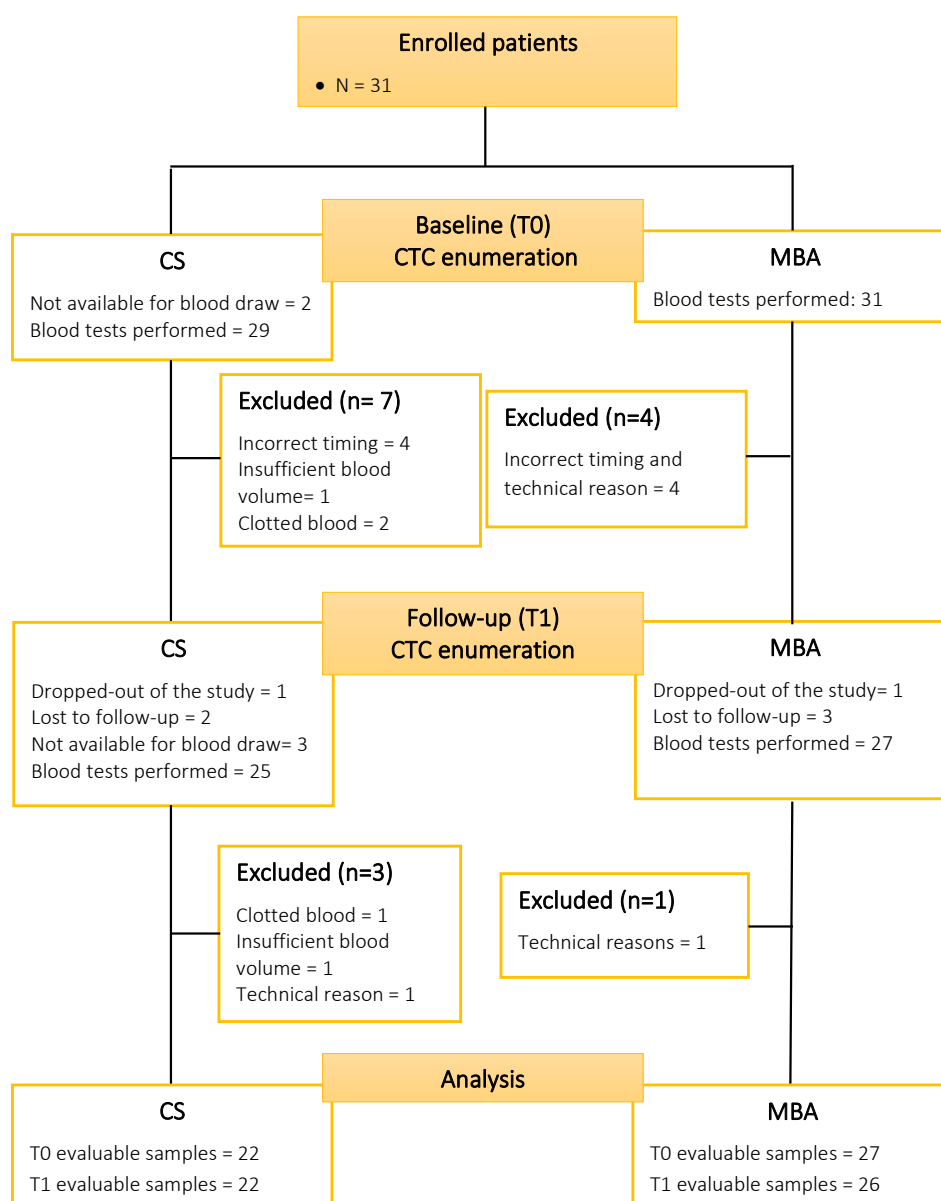 Enrolled patients
• N = 31
Baseline (T0)
CTC enumeration
CS
Not available for blood draw = 2
Blood tests performed = 29
MBA
Blood tests performed: 31
Excluded (n= 7)
Incorrect timing = 4
Insufficient blood
volume= 1
Clotted blood = 2
Excluded (n=4)
Incorrect timing and
technical reason = 4
Follow-up (T1)
CTC enumeration
CS
Dropped-out of the study = 1
Lost to follow-up = 2
Not available for blood draw= 3
Blood tests performed = 25
MBA
Dropped-out of the study= 1
Lost to follow-up = 3
Blood tests performed = 27
Excluded (n=3)
Clotted blood = 1
Insufficient blood
volume = 1
Technical reason = 1
Excluded (n=1)
Technical reasons = 1
Analysis
CS
T0 evaluable samples = 22
T1 evaluable samples = 22
MBA
T0 evaluable samples = 27
T1 evaluable samples = 26